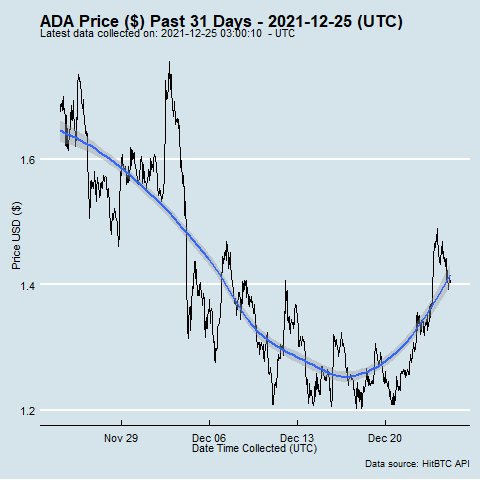 ADA Price ($) Past 31 Days - 2021-12-25 (UTC)
Latest data collected on: 2021-12-25 03:00:10 - UTC
1.6
1.4
1.2
Price USD ($)
Nov 29 Dec 06 Dec 13 Dec 20
Date Time Collected (UTC)
Data source: HitBTC API